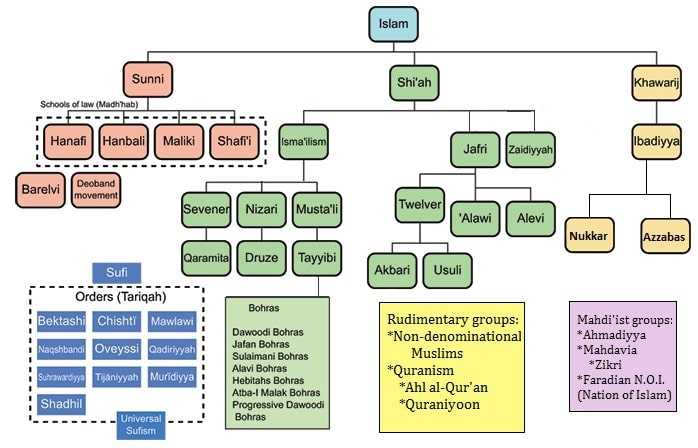 Islam
Sunni
Shi'ah
Khawarij
Schools of law (Madh'hab)
Hanafi
Hanbali
Maliki
Shafi'i
Isma'ilism
Jafri
Zaidiyyah
Ibadiyya
Barelvi
Deoband
movement
Sevener
Nizari
Musta'li
Twelver
'Alawi
Alevi
Nukkar
Azzabas
Qaramita
Druze
Tayyibi
Akbari
Usuli
Sufi
Orders (Tariqah)
Bektashi
Chishtï
Mawlawi
Naqshbandi
Oveyssi
Qadiriyyah
Suhrawardiyya
Tijäniyyah
Murïdiyya
Shadhil
Universal
Sufism
Bohras
Dawoodi Bohras
Jafan Bohras
Sulaimani Bohras
Alavi Bohras
Hebitahs Bohras
Atba-I Malak Bohras
Progressive Dawoodi
Bohras
Rudimentary groups:
*Non-denominational
Muslims
*Quranism
*Ahl al-Qur'an
*Quraniyoon
Mahdi'ist groups:
*Ahmadiyya
*Mahdavia
*Zikri
*Faradian N.O.I.
(Nation of Islam)